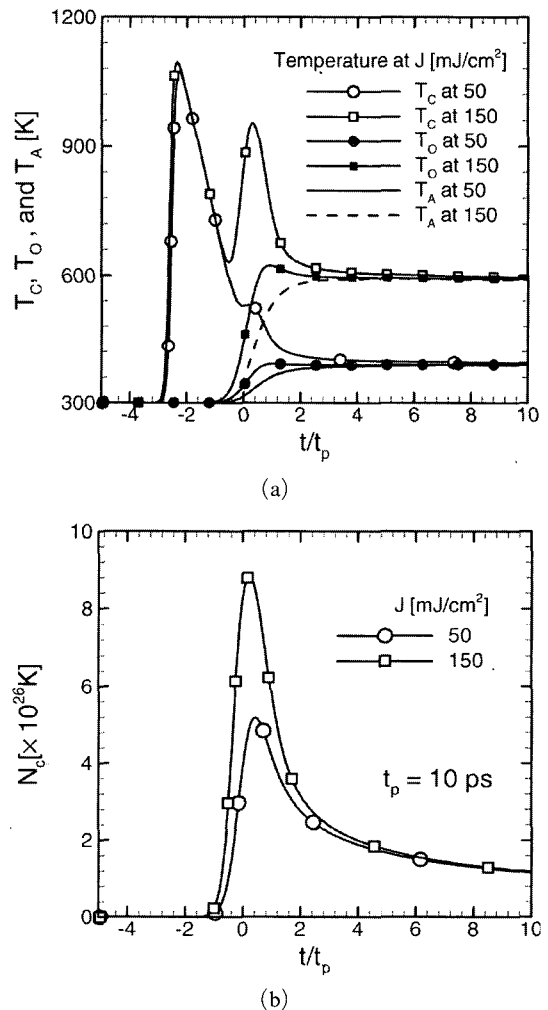 1200
900
600
300
T_C, T_O, and T_A [K]
Temperature at J [mJ/cm²]
T_C at 50
T_C at 150
T_O at 50
T_O at 150
T_A at 50
T_A at 150
-4 -2 0 2 4 6 8 10
t/t_p
(a)
10
8
6
4
2
0
N_c[×10²⁶K]
J [mJ/cm²]
50
150
t_p = 10 ps
-4 -2 0 2 4 6 8 10
t/t_p
(b)